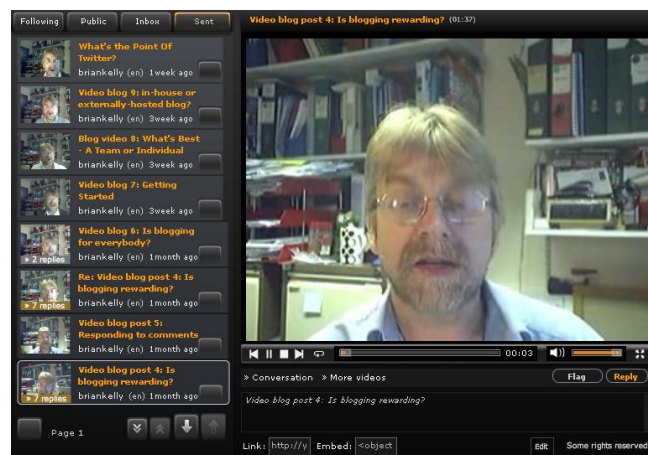 Following Public Inbox Sent
What's the Point Of
Twitter?
briankelly (en) 1week ago
Video blog 9: in-house or
externally-hosted blog?
briankelly (en) 3week ago
Blog video 8: What's Best
- A Team or Individual
briankelly (en) 3week ago
Video blog 7: Getting
Started
briankelly (en) 3week ago
Video blog 6: Is blogging
for everybody?
briankelly (en) 1month ago
» 2 replies
Re: Video blog post 4: Is
blogging rewarding?
briankelly (en) 1month ago
» 7 replies
Video blog post 5:
Responding to comments
briankelly (en) 1month ago
Video blog post 4: Is
blogging rewarding?
briankelly (en) 1month ago
» 7 replies
Page 1
Video blog post 4: Is blogging rewarding? (01:37)
00:03
» Conversation » More videos Flag Reply
Video blog post 4: Is blogging rewarding?
Link: http://y Embed: <object Edit Some rights reserved